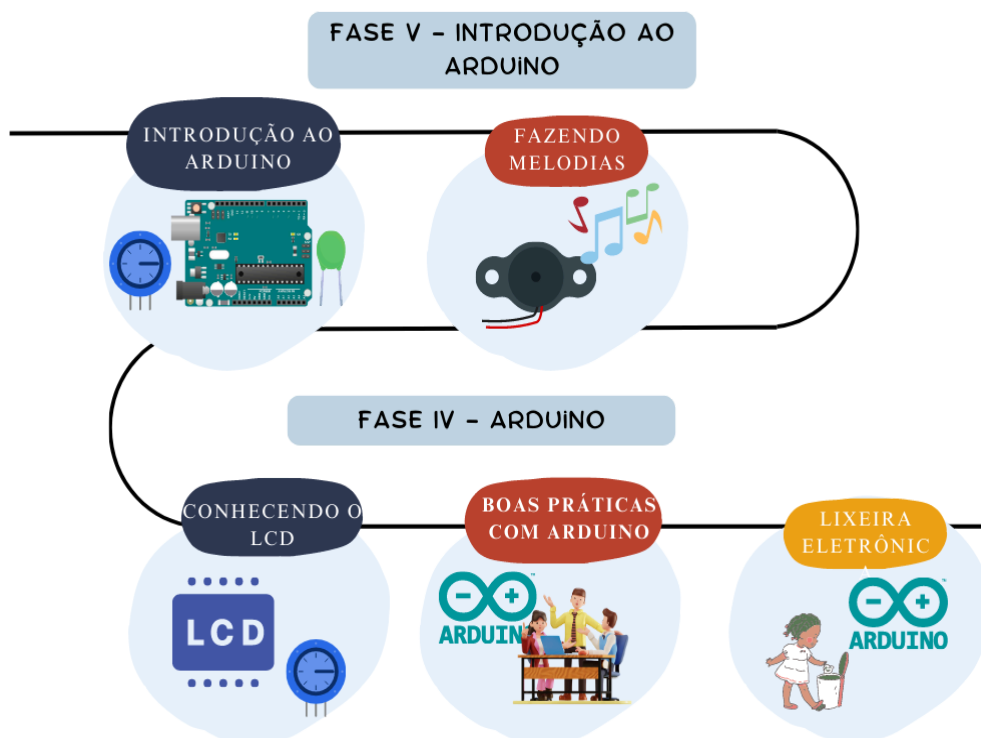 FASE V - INTRODUÇÃO AO
ARDUINO
INTRODUÇÃO AO
ARDUINO
FAZENDO
MELODIAS
FASE IV - ARDUINO
CONHECENDO O
LCD
BOAS PRÁTICAS
COM ARDUINO
LIXEIRA
ELETRÔNIC
A
LCD
ARDUIN
ARDUINO